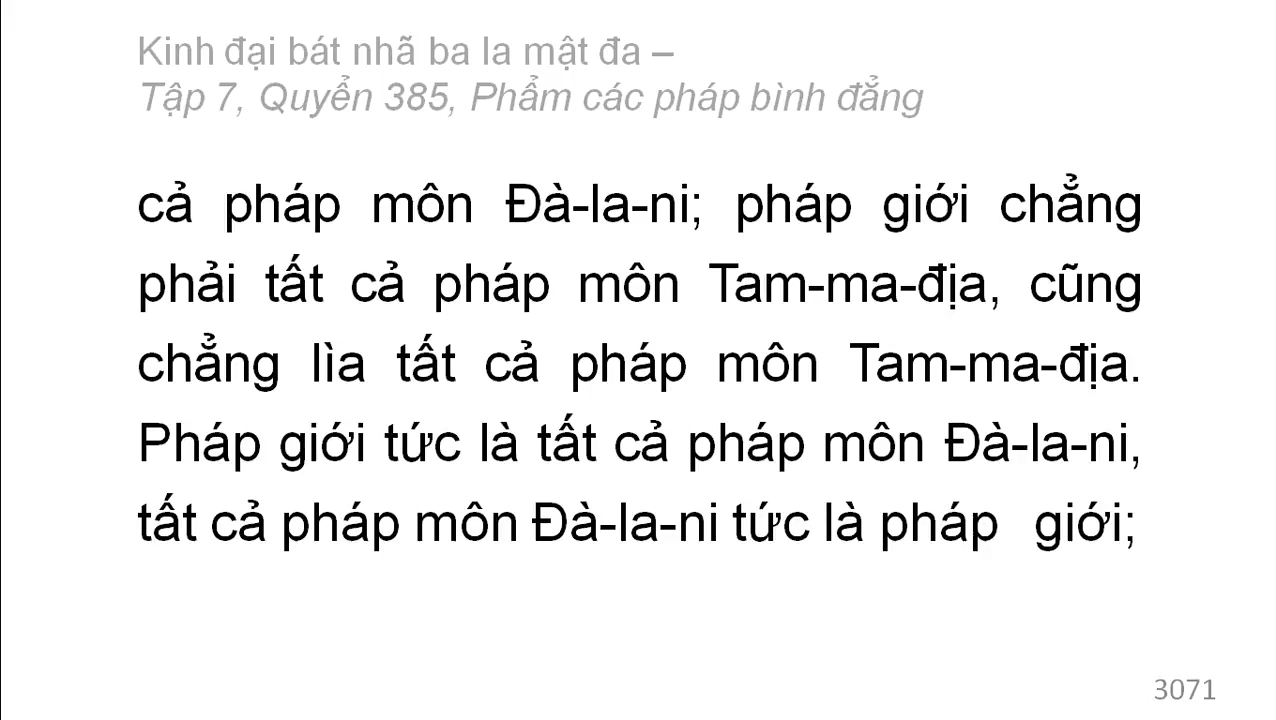 Kinh đại bát nhã ba la mật đa –
Tập 7, Quyển 385, Phẩm các pháp bình đẳng
cả pháp môn Đà-la-ni; pháp giới chẳng
phải tất cả pháp môn Tam-ma-địa, cũng
chẳng lìa tất cả pháp môn Tam-ma-địa.
Pháp giới tức là tất cả pháp môn Đà-la-ni,
tất cả pháp môn Đà-la-ni tức là pháp giới;
3071